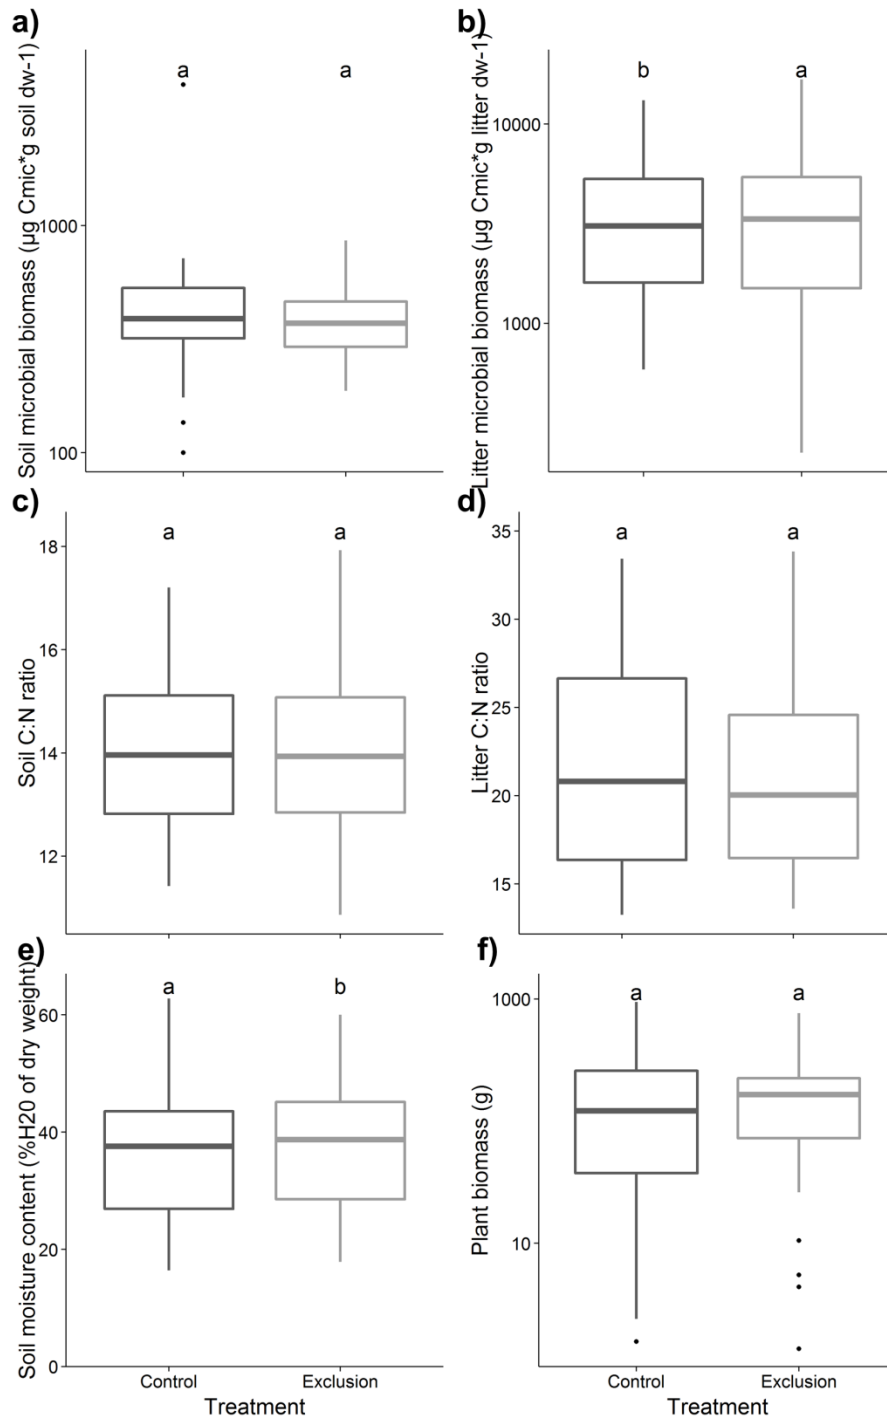 a)
Soil microbial biomass (µg Cmic*g soil dw-1)
1000
100
a a
b)
Litter microbial biomass (µg Cmic*g litter dw-1)
10000
1000
b a
c)
Soil C:N ratio
18
16
14
12
a a
d)
Litter C:N ratio
35
30
25
20
15
a a
e)
Soil moisture content (%H20 of dry weight)
60
40
20
0
a b
Control Exclusion
Treatment
f)
Plant biomass (g)
1000
10
a a
Control Exclusion
Treatment